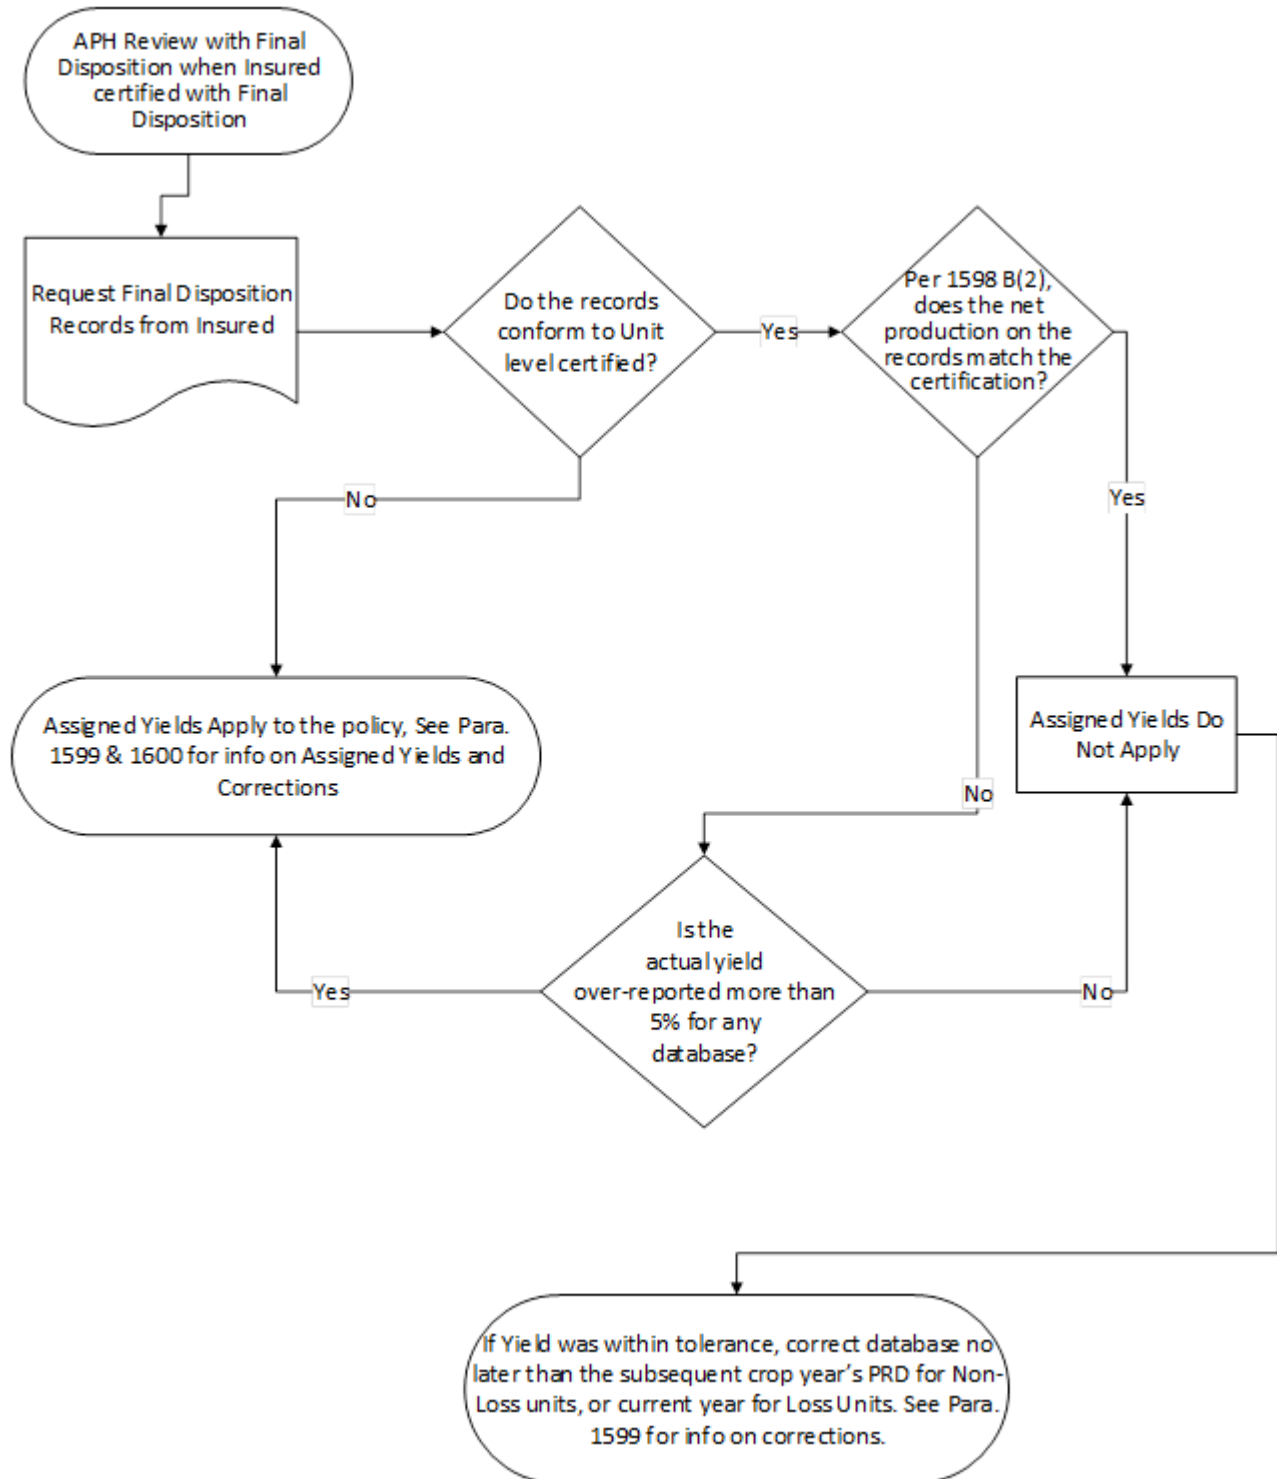 APH Review with Final
Disposition when Insured
certified with Final
Disposition
Request Final Disposition
Records from Insured
Do the records
conform to Unit
level certified?
Yes
Per 1598 B(2),
does the net
production on the
records match the
certification?
No
Yes
Assigned Yields Apply to the policy, See Para.
1599 & 1600 for info on Assigned Yields and
Corrections
Assigned Yields Do
Not Apply
No
Is the
actual yield
over-reported more than
5% for any
database?
Yes
No
If Yield was within tolerance, correct database no
later than the subsequent crop year’s PRD for Non-
Loss units, or current year for Loss Units. See Para.
1599 for info on corrections.